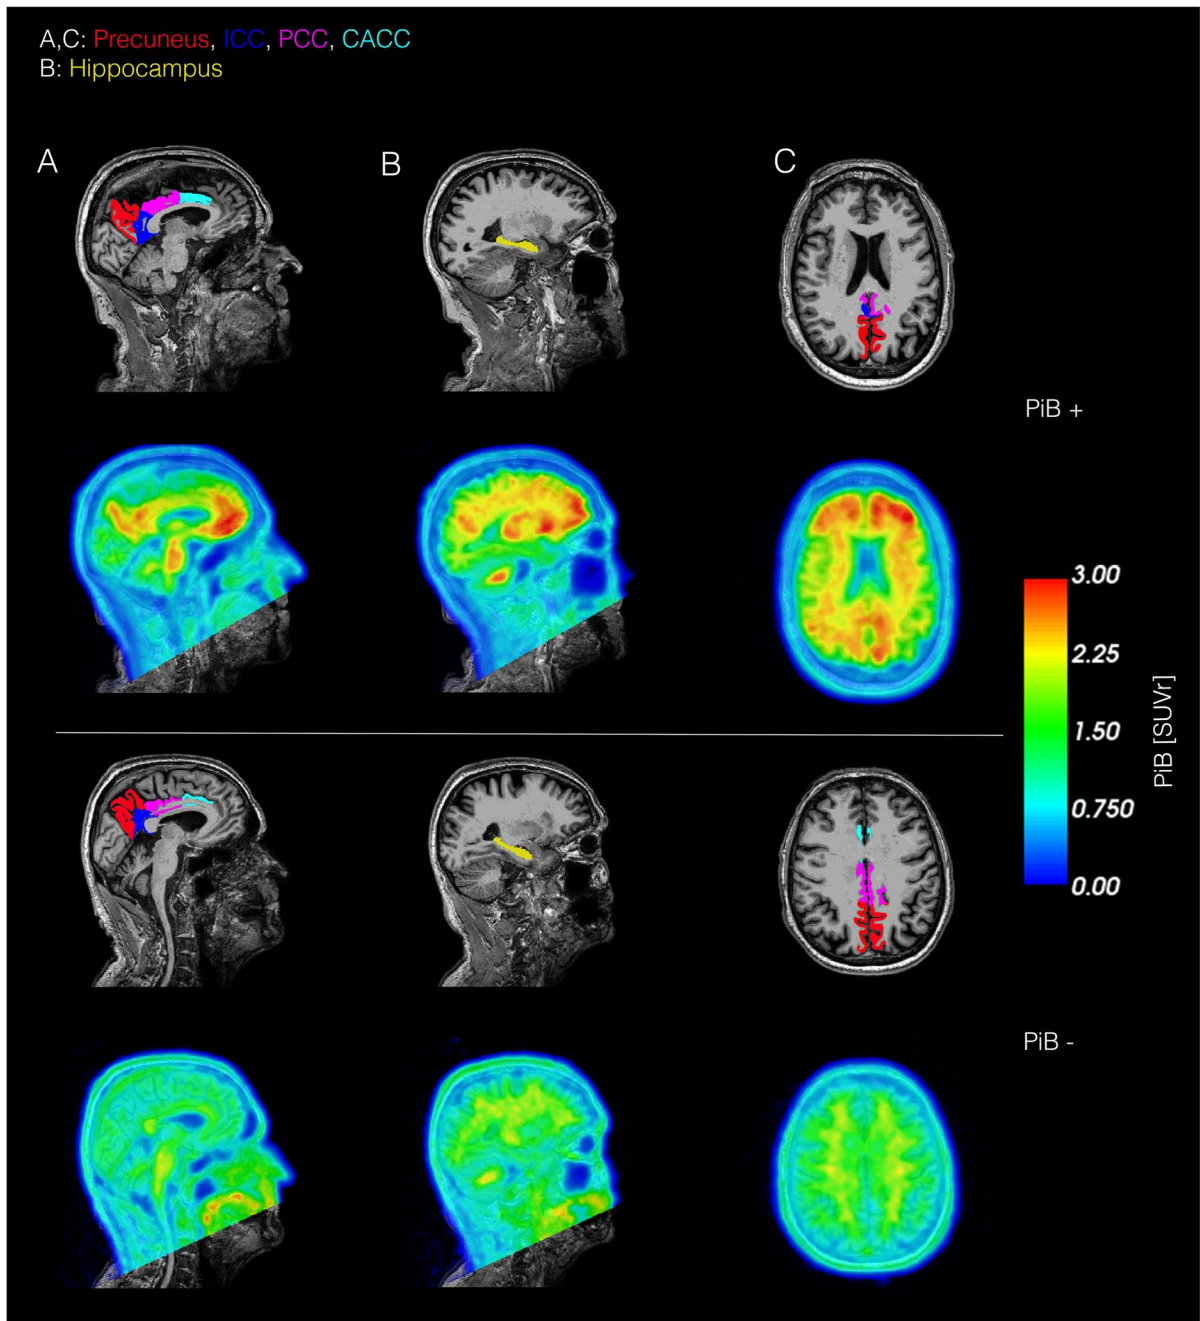 A,C: Precuneus, ICC, PCC, CACC
B: Hippocampus
A
B
C
PiB +
3.00
2.25
1.50
0.750
0.00
PiB [SUVr]
PiB -